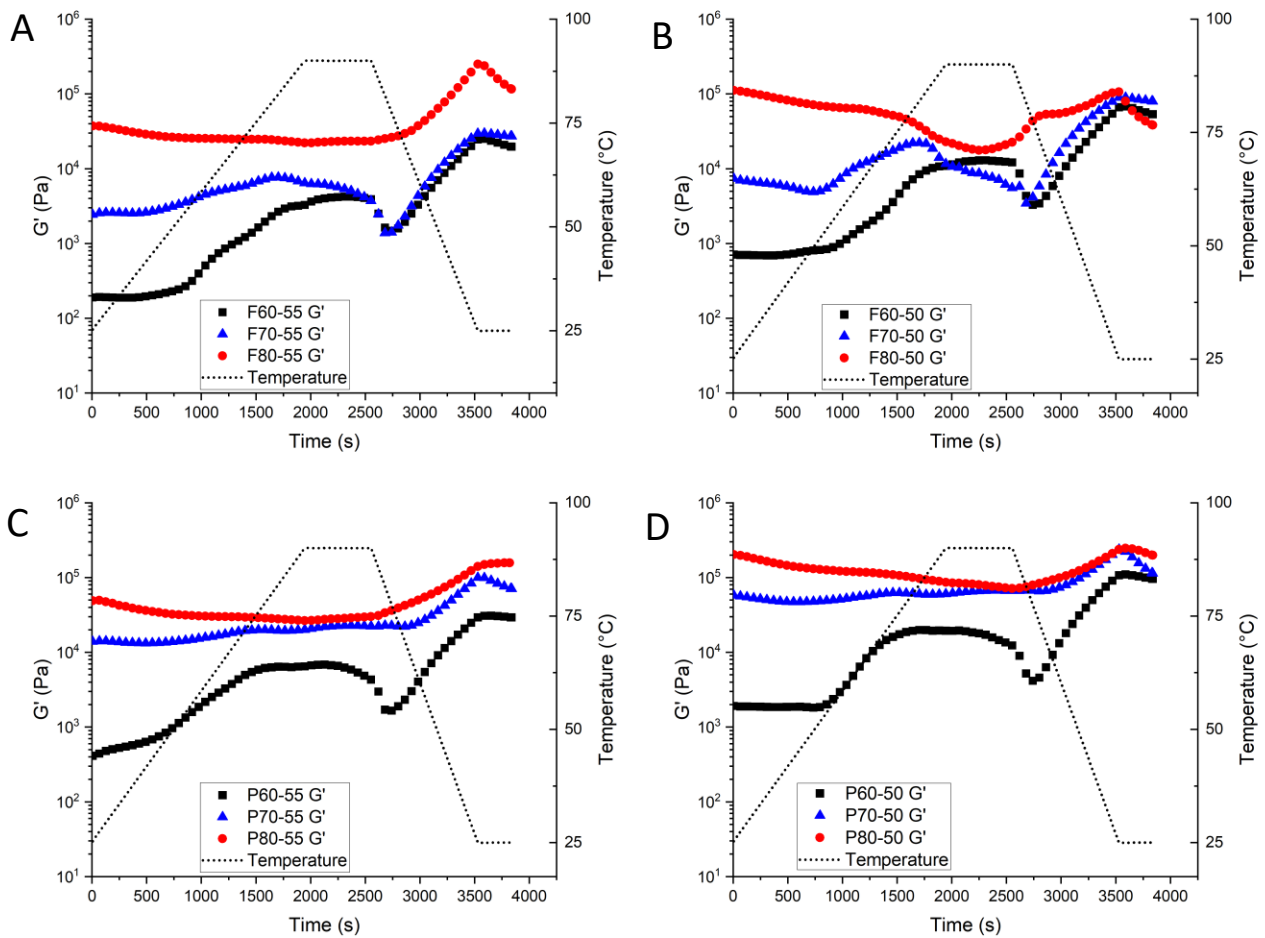 A
10⁶
10⁵
10⁴
10³
10²
10¹
G' (Pa)
100
75
50
25
Temperature (°C)
F60-55 G'
F70-55 G'
F80-55 G'
Temperature
0 500 1000 1500 2000 2500 3000 3500 4000
Time (s)
B
10⁶
10⁵
10⁴
10³
10²
10¹
G' (Pa)
100
75
50
25
Temperature (°C)
F60-50 G'
F70-50 G'
F80-50 G'
Temperature
0 500 1000 1500 2000 2500 3000 3500 4000
Time (s)
C
10⁶
10⁵
10⁴
10³
10²
10¹
G' (Pa)
100
75
50
25
Temperature (°C)
P60-55 G'
P70-55 G'
P80-55 G'
Temperature
0 500 1000 1500 2000 2500 3000 3500 4000
Time (s)
D
10⁶
10⁵
10⁴
10³
10²
10¹
G' (Pa)
100
75
50
25
Temperature (°C)
P60-50 G'
P70-50 G'
P80-50 G'
Temperature
0 500 1000 1500 2000 2500 3000 3500 4000
Time (s)